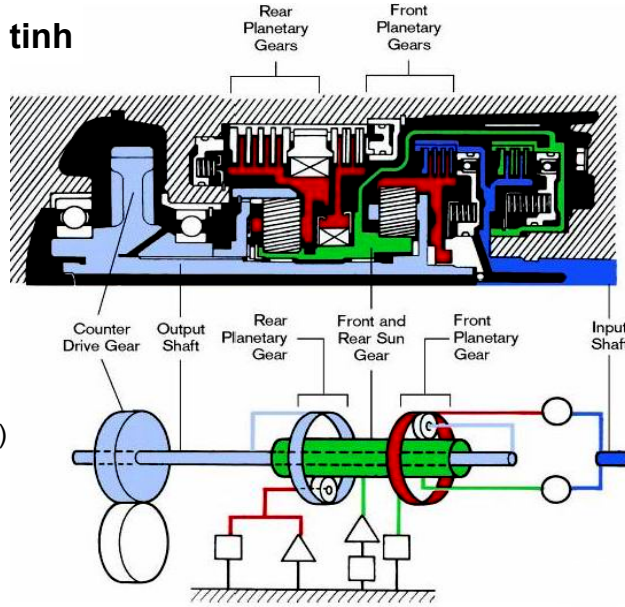 tinh
Rear
Planetary
Gears
Front
Planetary
Gears
Counter
Drive Gear
Output
Shaft
Rear
Planetary
Gear
Front and
Rear Sun
Gear
Front
Planetary
Gear
Input
Shaft
)